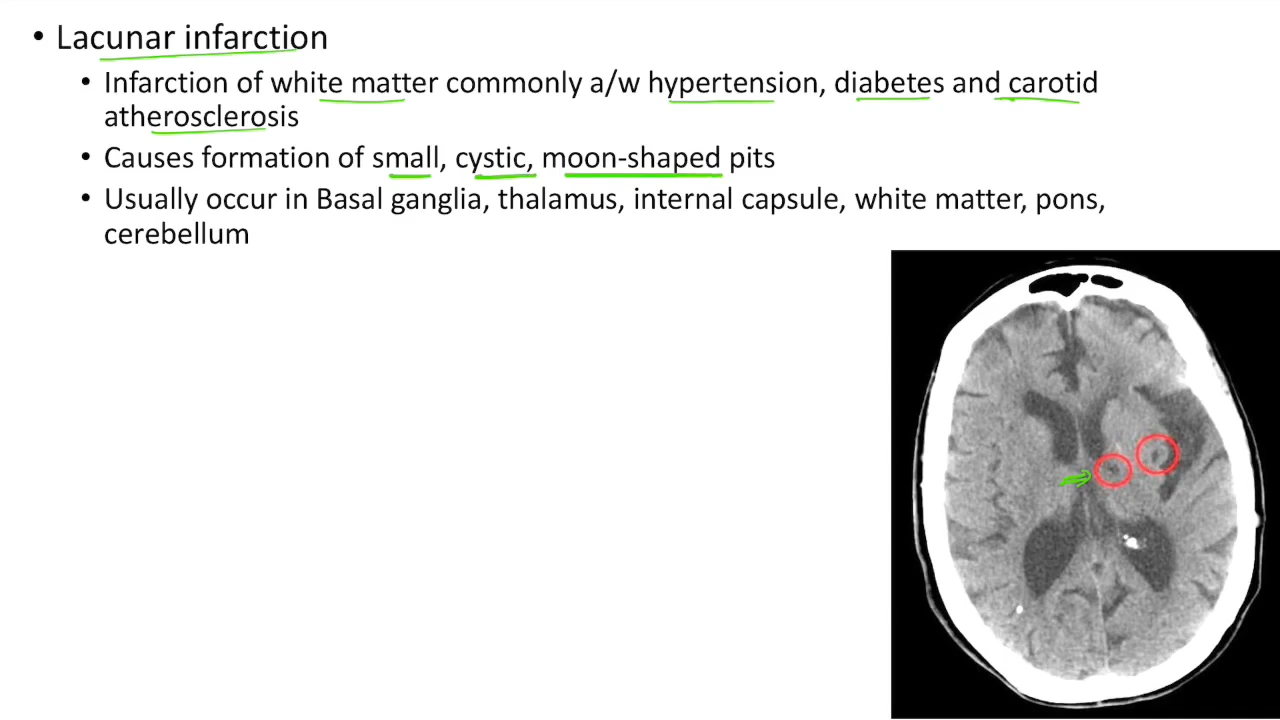 • Lacunar infarction
• Infarction of white matter commonly a/w hypertension, diabetes and carotid
atherosclerosis
• Causes formation of small, cystic, moon-shaped pits
• Usually occur in Basal ganglia, thalamus, internal capsule, white matter, pons,
cerebellum